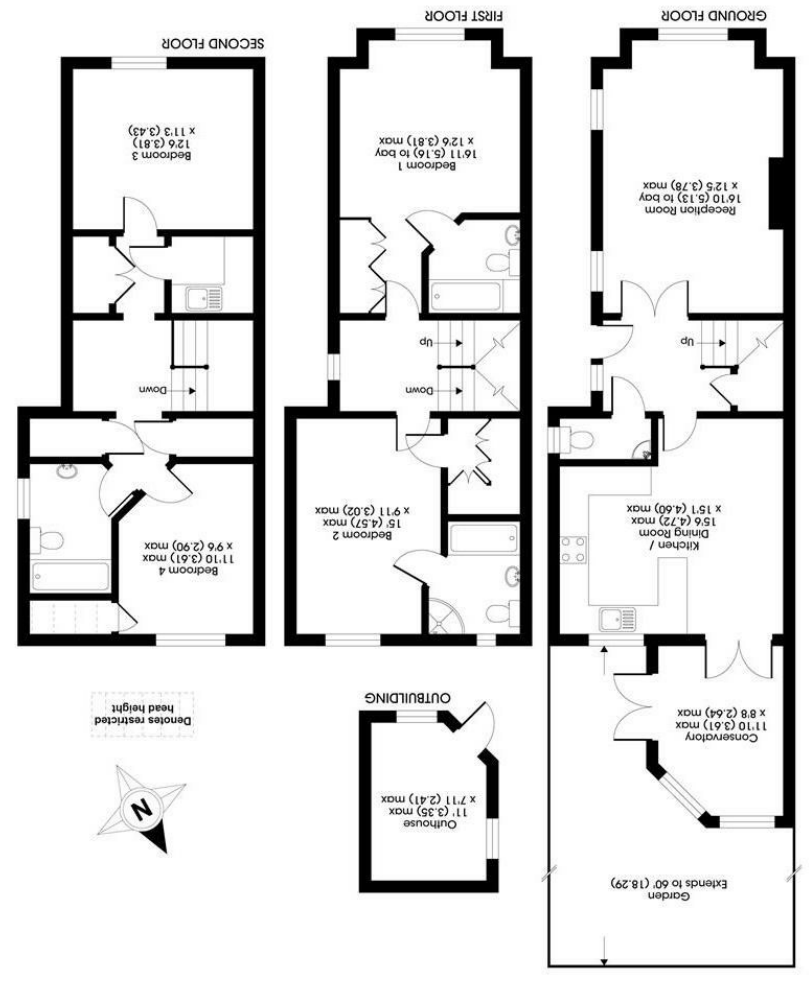 Garden
Extends to 60' (18.29)
Conservatory
11'10 (3.61) max
x 8'8 (2.64) max
Kitchen /
Dining Room
15'6 (4.72) max
x 15'1 (4.60) max
Up
Reception Room
16'10 (5.13) to bay
x 12'5 (3.78) max
GROUND FLOOR
Outhouse
11' (3.35) max
x 7'11 (2.41) max
OUTBUILDING
Bedroom 2
15' (4.57) max
x 9'11 (3.02) max
Down
Up
Bedroom 1
16'11 (5.16) to bay
x 12'6 (3.81) max
FIRST FLOOR
N
Denotes restricted
head height
Bedroom 4
11'10 (3.61) max
x 9'6 (2.90) max
Down
Bedroom 3
12'6 (3.81)
x 11'3 (3.43)
SECOND FLOOR